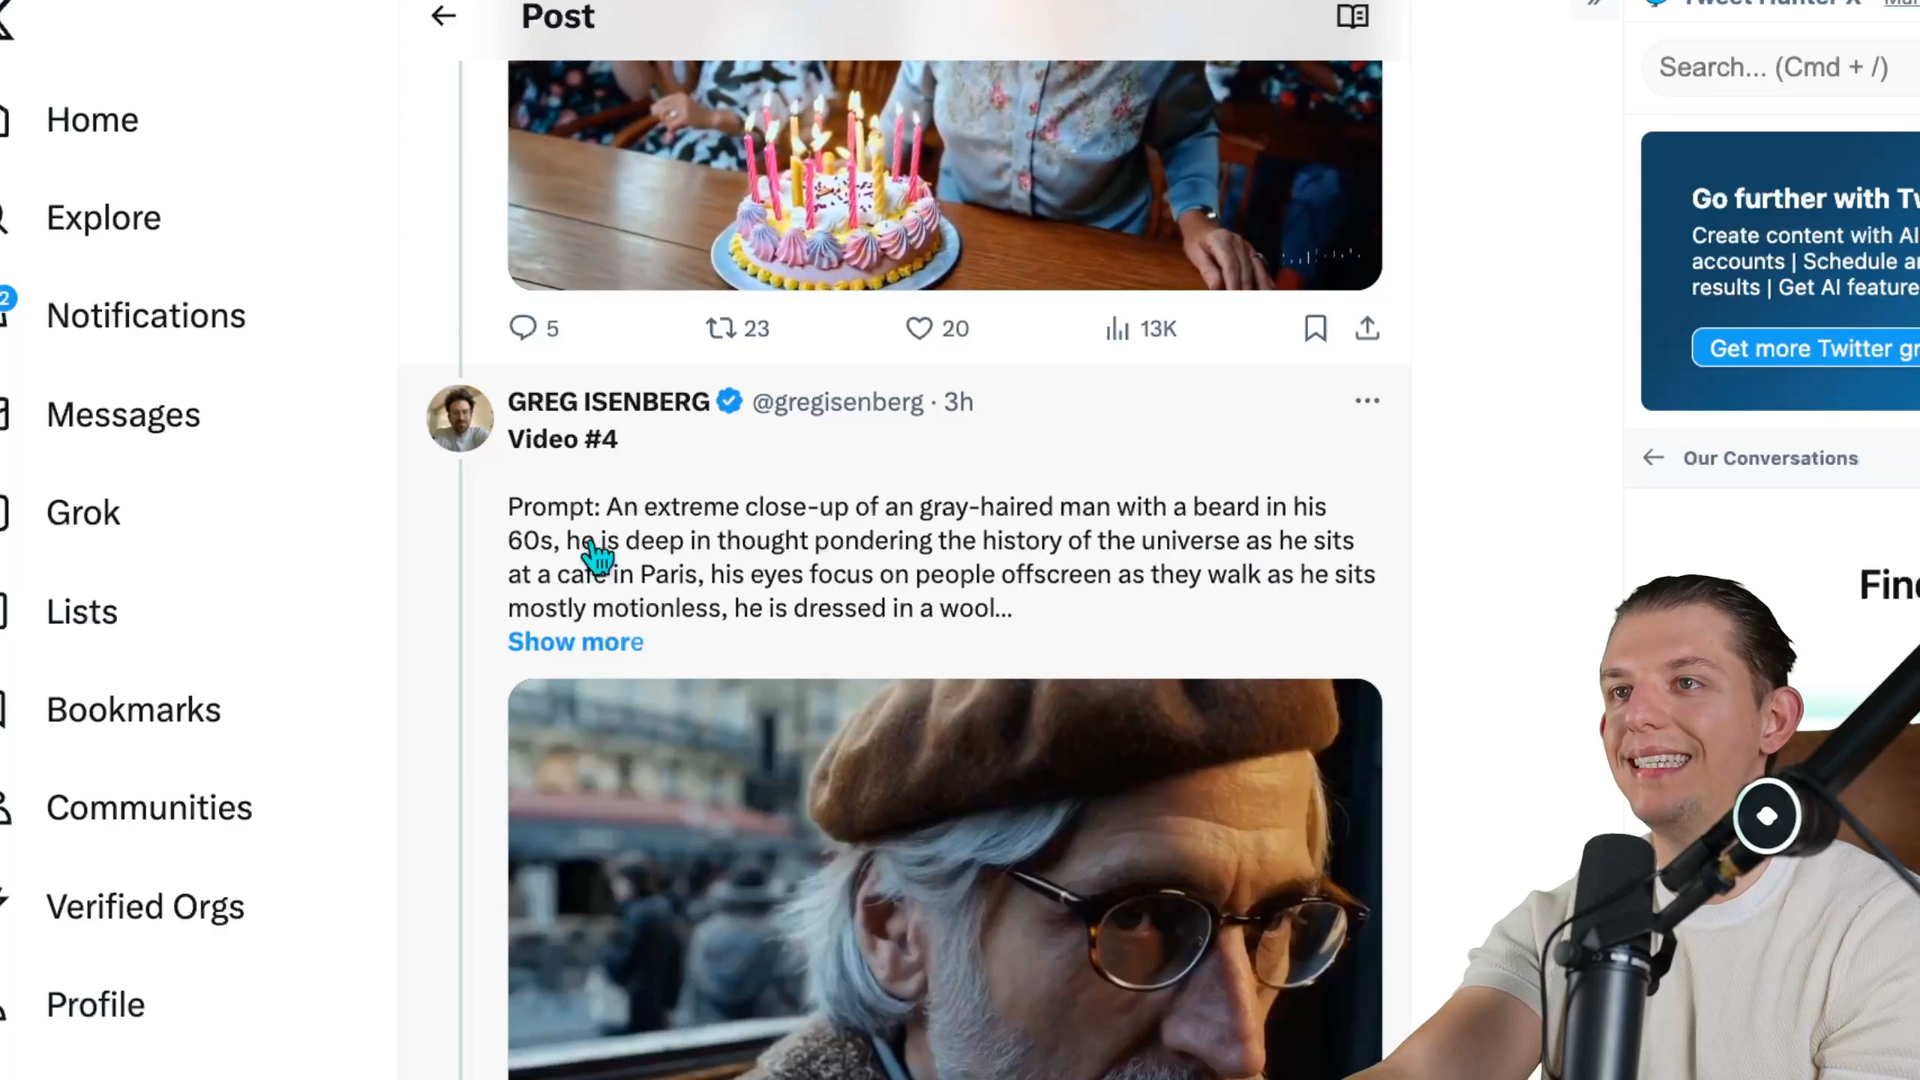 Post
Home
Explore
2
Notifications
Messages
Grok
Lists
Bookmarks
Communities
Verified Orgs
Profile
5
23
20
13K
GREG ISENBERG @gregisenberg · 3h
Video #4
Prompt: An extreme close-up of an gray-haired man with a beard in his
60s, he is deep in thought pondering the history of the universe as he sits
at a cafe in Paris, his eyes focus on people offscreen as they walk as he sits
mostly motionless, he is dressed in a wool...
Show more
Search... (Cmd + /)
Go further with
Create content with AI
accounts | Schedule
results | Get AI
Get more Twitter
Our Conversations